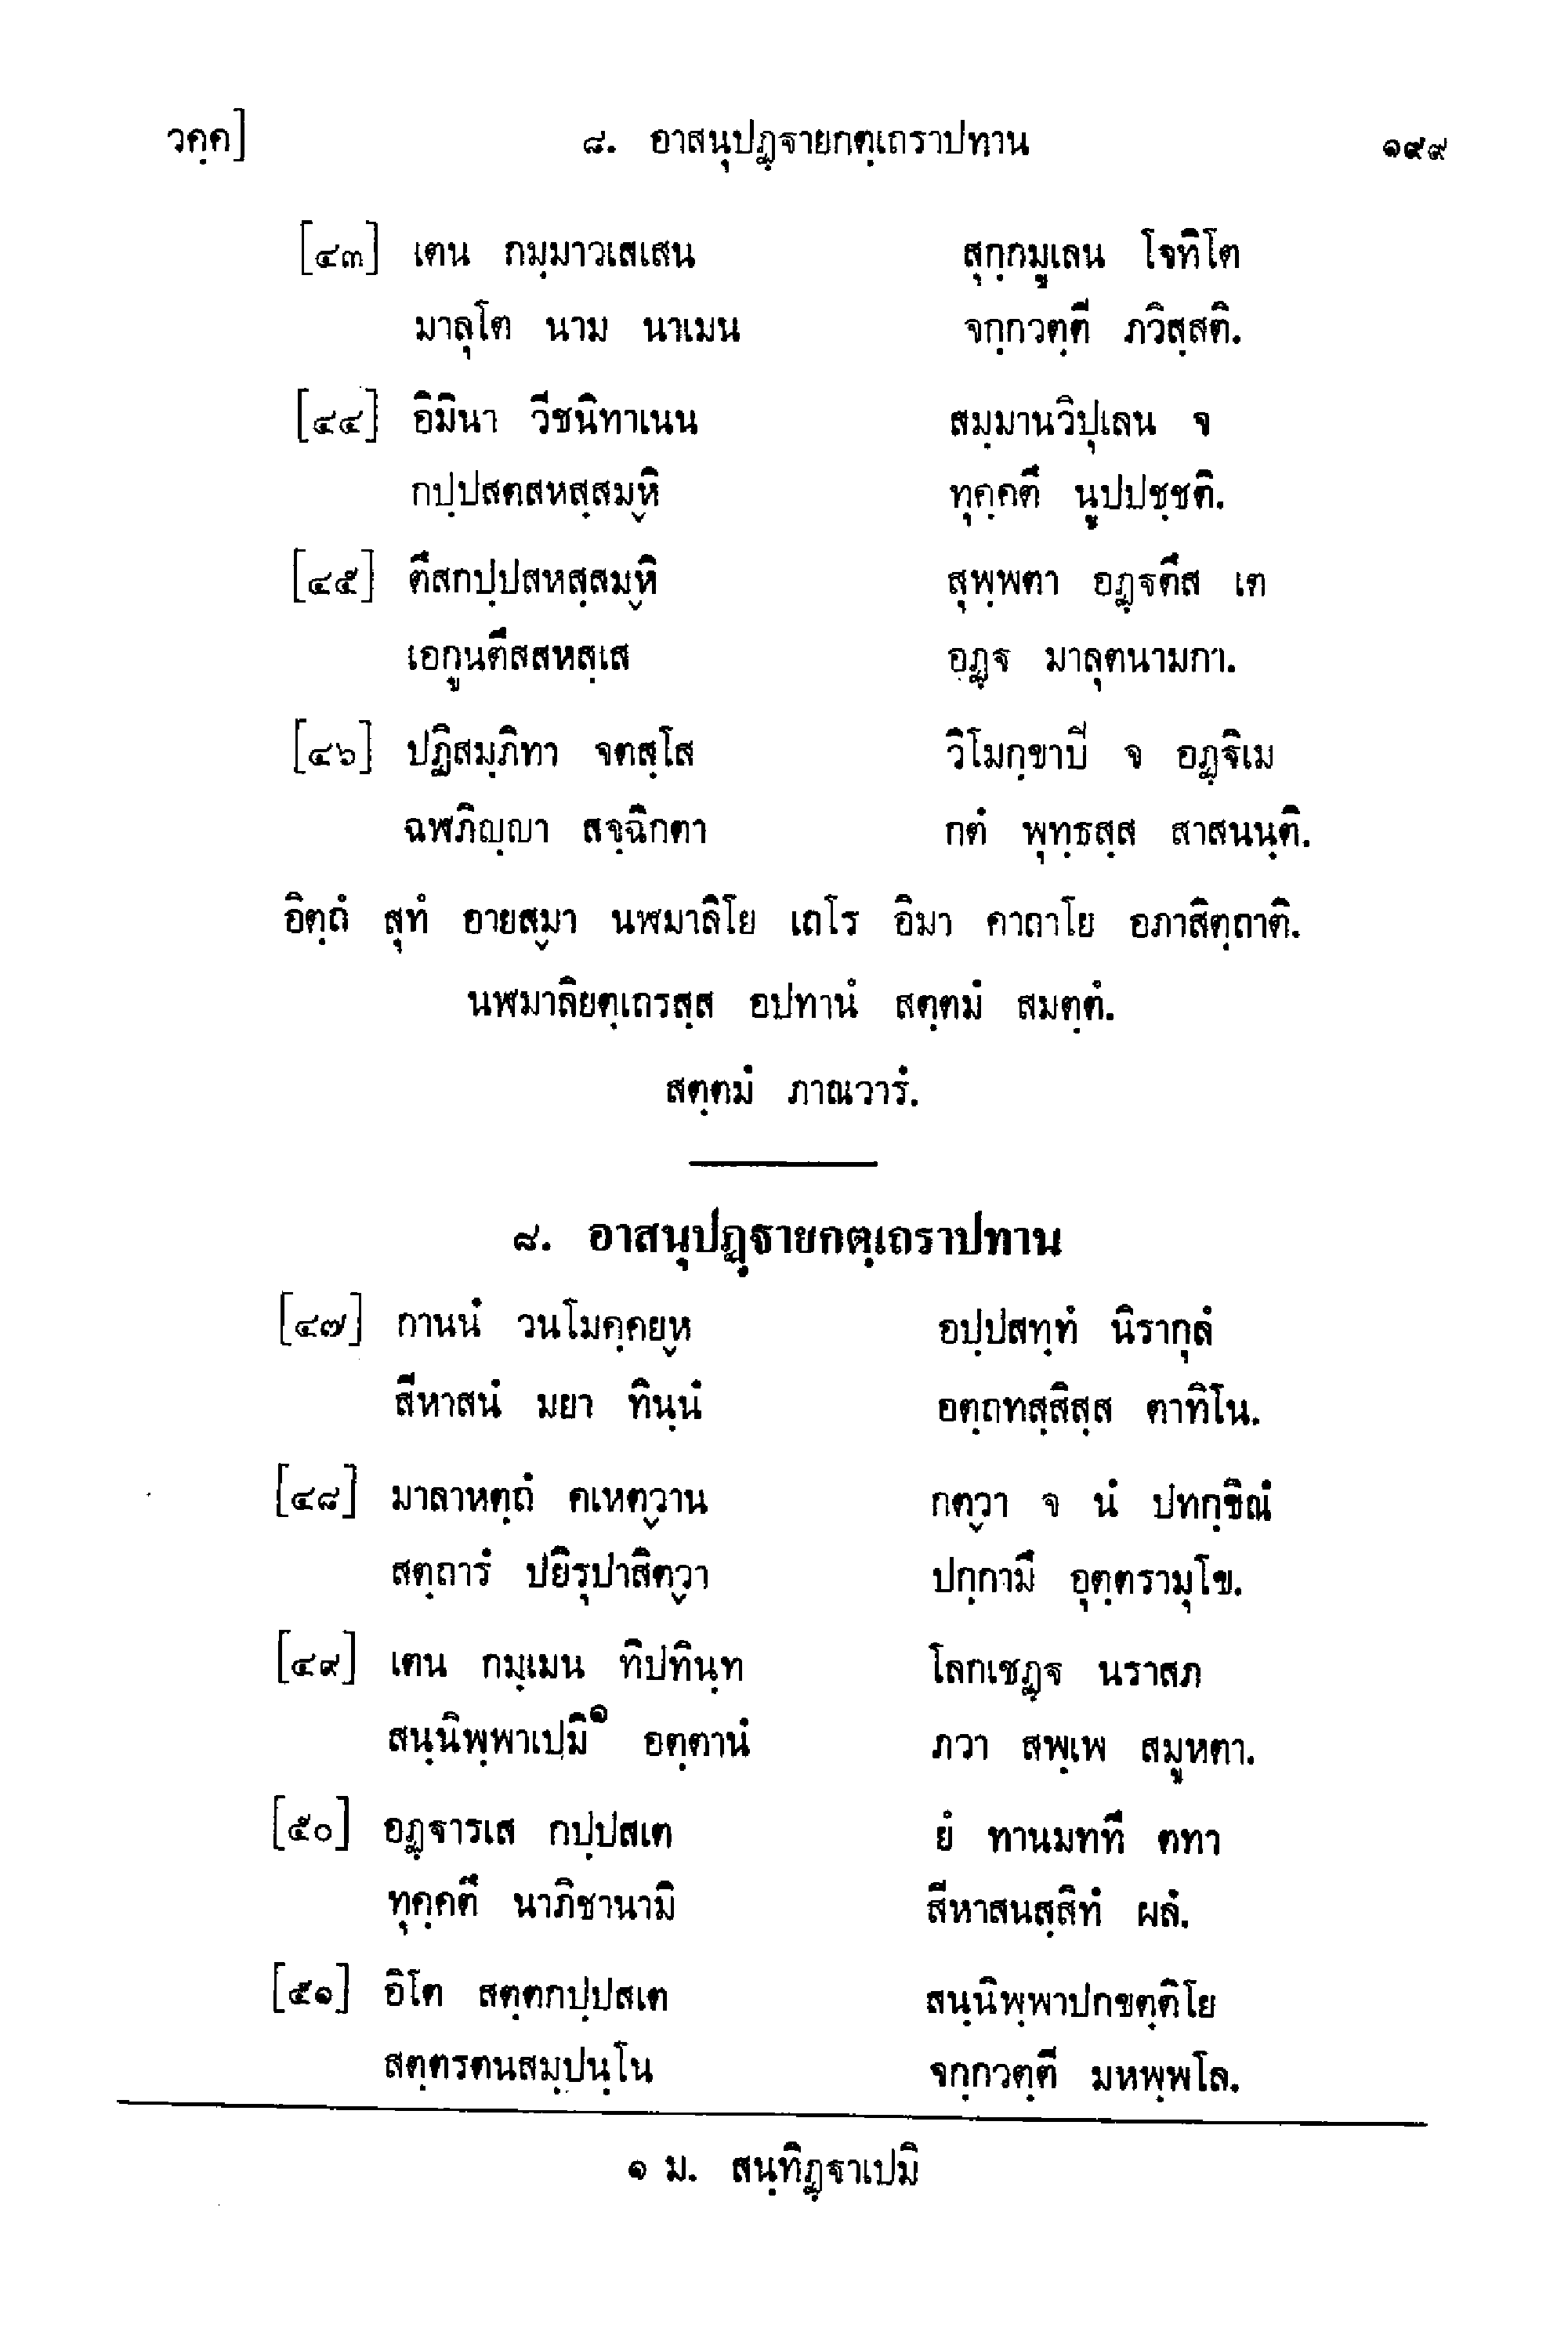 วคฺค] ๘. อาสนุปฏฺฐายกตฺเถราปทาน ๑๙๙
[๔๓] เตน กมฺมาวเสเสน สุกฺกมูเลน โจทิโต
มาลุโต นาม นาเมน จกฺกวตฺตี ภวิสฺสติ.
[๔๔] อิมินา วีชนิทาเนน สมฺมานวิปุเลน จ
กปฺปสตสหสฺสมฺหิ ทุคฺคตึ นูปปชฺชติ.
[๔๕] ตึสกปฺปสหสฺสมฺหิ สุพฺพตา อฏฺฐตึส เต
เอกูนตึสสหสฺเส อฏฺฐ มาลุตนามกา.
[๔๖] ปฏิสมฺภิทา จตสฺโส วิโมกฺขาปิ จ อฏฺฐิเม
ฉฬภิญฺญา สจฺฉิกตา กตํ พุทฺธสฺส สาสนนฺติ.
อิตฺถํ สุทํ อายสฺมา นฬมาลิโย เถโร อิมา คาถาโย อภาสิตฺถาติ.
นฬมาลิยตฺเถรสฺส อปทานํ สตฺตมํ สมตฺตํ.
สตฺตมํ ภาณวารํ.
๘. อาสนุปฏฺฐายกตฺเถราปทาน
[๔๗] กานนํ วนโมคฺคยฺห อปฺปสทฺทํ นิรากุลํ
สีหาสนํ มยา ทินฺนํ อตฺถทสฺสิสฺส ตาทิโน.
[๔๘] มาลาหตฺถํ คเหตฺวาน กตฺวา จ นํ ปทกฺขิณํ
สตฺถารํ ปยิรุปาสิตฺวา ปกฺกามึ อุตฺตรามุโข.
[๔๙] เตน กมฺเมน ทิปทินฺท โลกเชฏฺฐ นราสภ
สนฺนิพฺพาเปมิ๑ อตฺตานํ ภวา สพฺเพ สมูหตา.
[๕๐] อฏฺฐารเส กปฺปสเต ยํ ทานมททึ ตทา
ทุคฺคตึ นาภิชานามิ สีหาสนสฺสิทํ ผลํ.
[๕๑] อิโต สตฺตกปฺปสเต สนฺนิพฺพาปกขตฺติโย
สตฺตรตนสมฺปนฺโน จกฺกวตฺตี มหพฺพโล.
๑ ม. สนฺทิฏฺฐาเปมิ